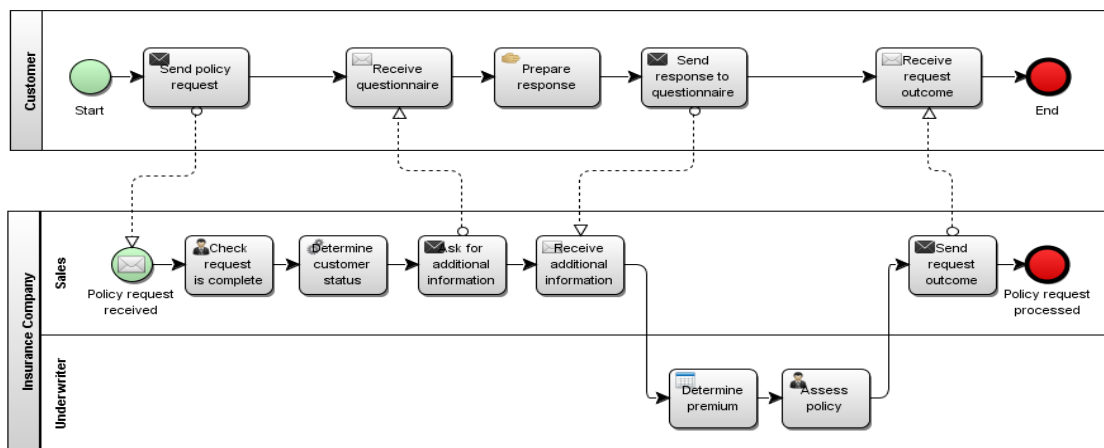 Customer
Start
Send policy
request
Receive
questionnaire
Prepare
response
Send
response to
questionnaire
Receive
request
outcome
End
Insurance Company
Sales
Policy request
received
Check
request
is complete
Determine
customer
status
Ask for
additional
information
Receive
additional
information
Send
request
outcome
Policy request
processed
Underwriter
Determine
premium
Assess
policy